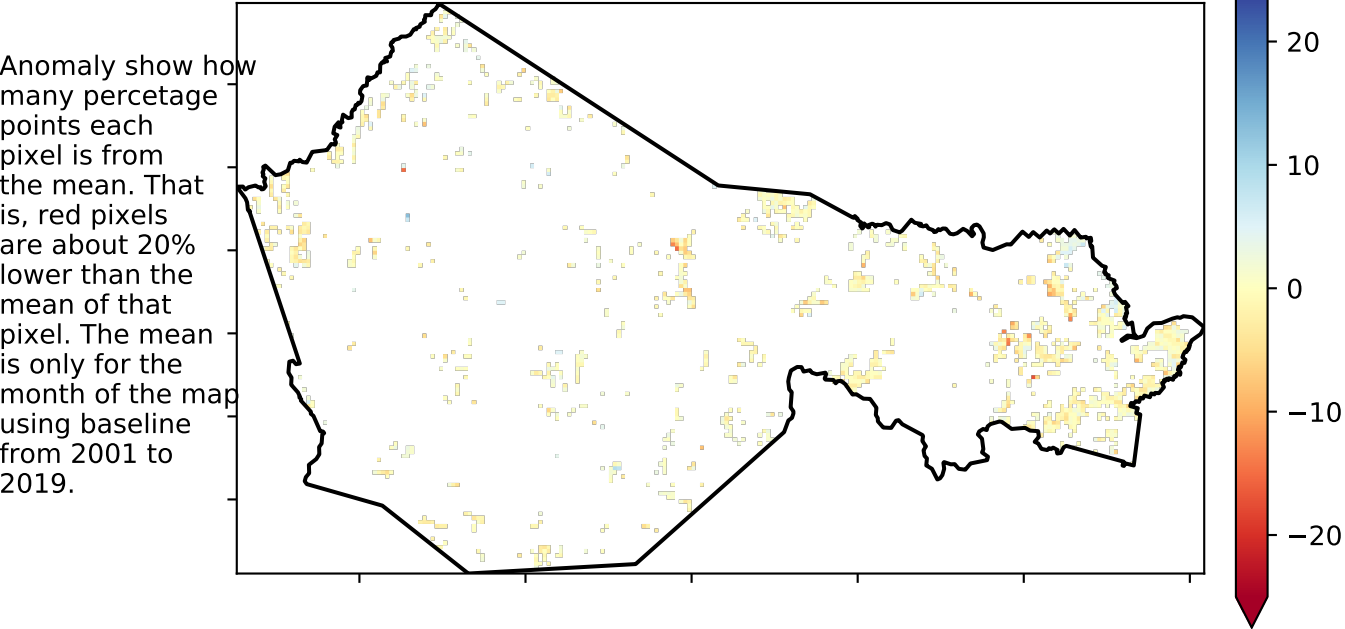 Anomaly show how
many percetage
points each
pixel is from
the mean. That
is, red pixels
are about 20%
lower than the
mean of that
pixel. The mean
is only for the
month of the map
using baseline
from 2001 to
2019.
20
10
0
−10
−20